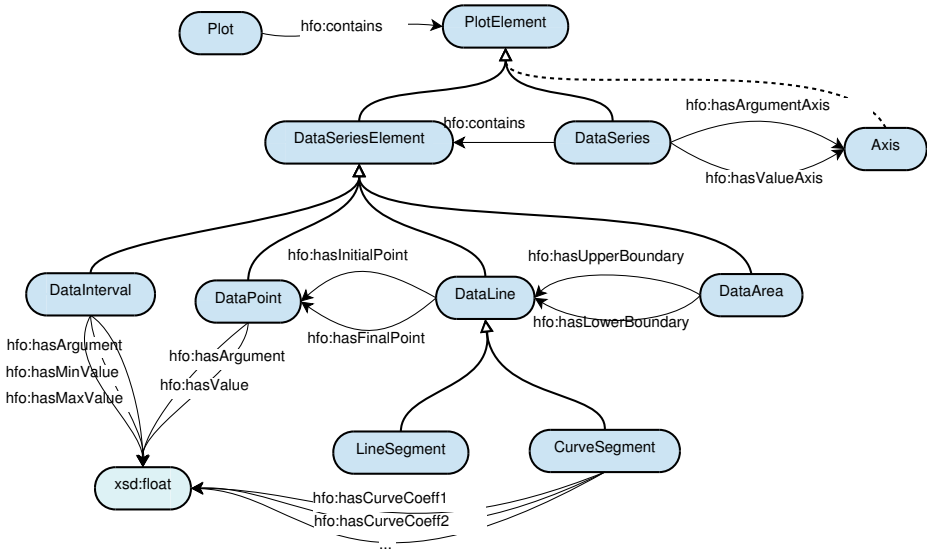 Plot
hfo:contains
PlotElement
DataSeriesElement
hfo:contains
DataSeries
hfo:hasArgumentAxis
Axis
hfo:hasValueAxis
DataInterval
DataPoint
hfo:hasInitialPoint
DataLine
hfo:hasUpperBoundary
DataArea
hfo:hasFinalPoint
hfo:hasLowerBoundary
hfo:hasArgument
hfo:hasMinValue
hfo:hasMaxValue
hfo:hasArgument
hfo:hasValue
LineSegment
CurveSegment
xsd:float
hfo:hasCurveCoeff1
hfo:hasCurveCoeff2
...